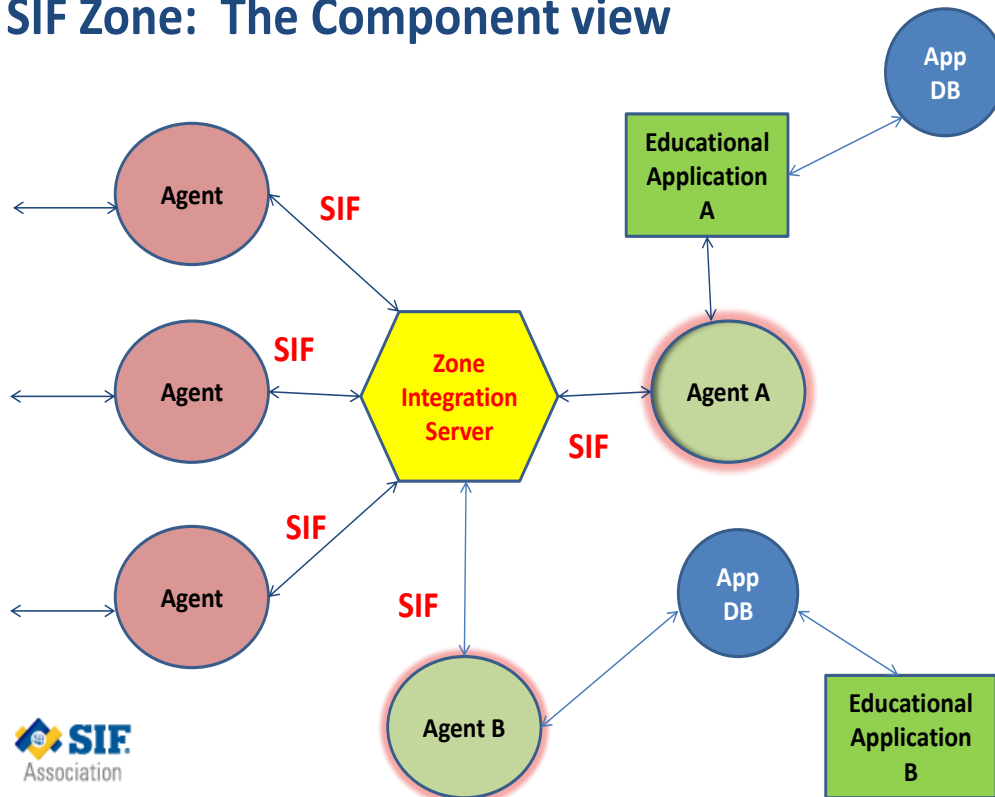 SIF Zone: The Component view
App
DB
Educational
Application
A
Agent
SIF
Agent
SIF
Zone
Integration
Server
SIF
Agent A
Agent
SIF
SIF
App
DB
Agent B
Educational
Application
B
SIF
Association